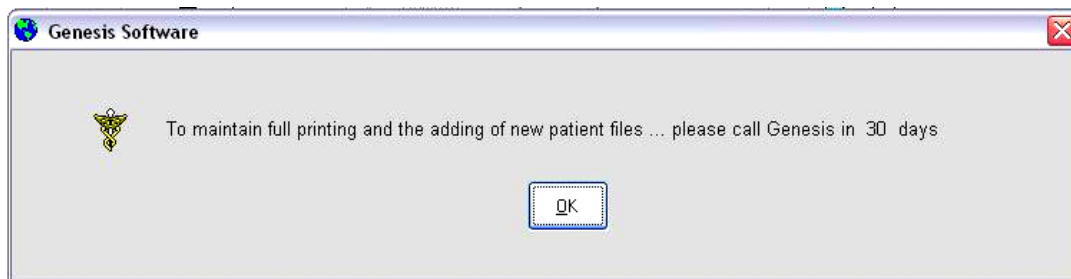 Genesis Software
To maintain full printing and the adding of new patient files ... please call Genesis in 30 days
OK